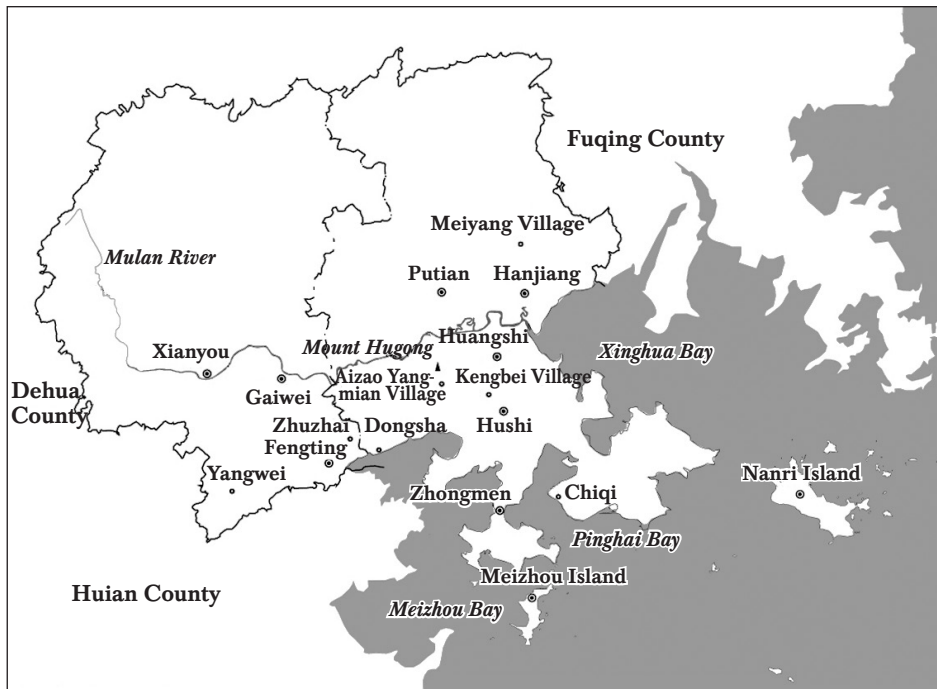 Fuqing County
Meiyang Village
Mulan River
Putian
Hanjiang
Xianyou
Mount Hugong
Huangshi
Xinghua Bay
Dehua
County
Gaiwei
Aizao Yang-
mian Village
Kengbei Village
Zhuzhai
Dongsha
Hushi
Fengting
Yangwei
Zhongmen
Chiqi
Nanri Island
Pinghai Bay
Huian County
Meizhou Island
Meizhou Bay